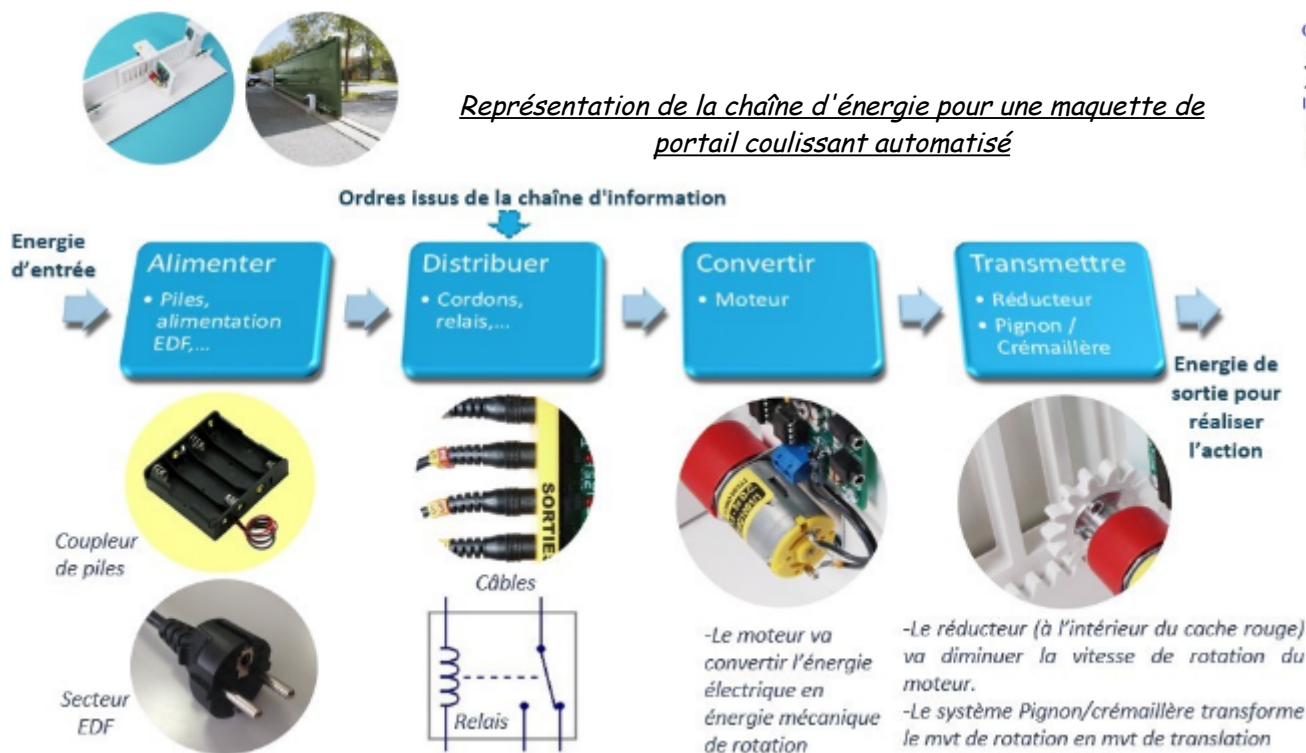 Représentation de la chaîne d'énergie pour une maquette de
portail coulissant automatisé
Ordres issus de la chaîne d'information
Energie
d'entrée
Alimenter
• Piles,
alimentation
EDF,...
Distribuer
• Cordons,
relais,...
Convertir
• Moteur
Transmettre
• Réducteur
• Pignon /
Crémaillère
Energie de
sortie pour
réaliser
l'action
Coupleur
de piles
SORTIES
Câbles
Secteur
EDF
Relais
-Le moteur va
convertir l'énergie
électrique en
énergie mécanique
de rotation
-Le réducteur (à l'intérieur du cache rouge)
va diminuer la vitesse de rotation du
moteur.
-Le système Pignon/crémaillère transforme
le mvt de rotation en mvt de translation